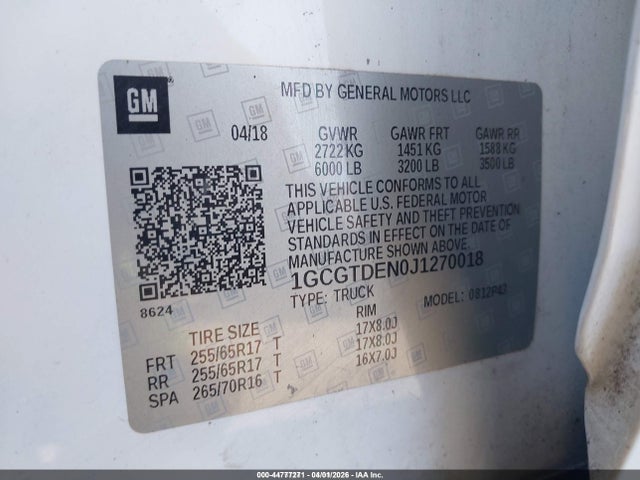 GM
MFD BY GENERAL MOTORS LLC
04/18 GVWR GAWR FRT GAWR RR
2722 KG 1451 KG 1588 KG
6000 LB 3200 LB 3500 LB
THIS VEHICLE CONFORMS TO ALL
APPLICABLE U.S. FEDERAL MOTOR
VEHICLE SAFETY AND THEFT PREVENTION
STANDARDS IN EFFECT ON THE DATE OF
MANUFACTURE SHOWN ABOVE.
1GCGTDEN0J1270018
TYPE: TRUCK MODEL: 0812P43
8624
TIRE SIZE RIM
FRT 255/65R17 T 17X8.0J
RR 255/65R17 T 17X8.0J
SPA 265/70R16 T 16X7.0J
000-44777271 - 04/01/2026 - IAA Inc.